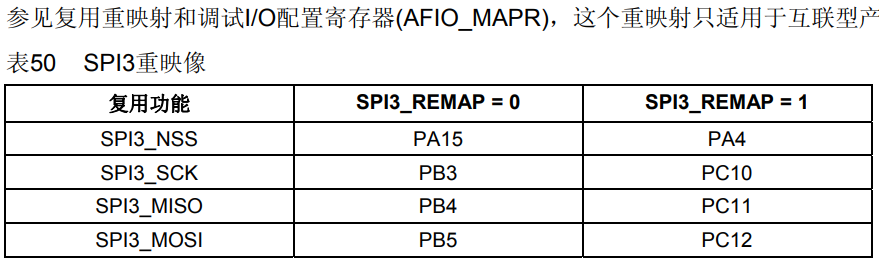 参见复用重映射和调试I/O配置寄存器(AFIO_MAPR)，这个重映射只适用于互联型产
表50 SPI3重映像
复用功能 SPI3_REMAP = 0 SPI3_REMAP = 1
SPI3_NSS PA15 PA4
SPI3_SCK PB3 PC10
SPI3_MISO PB4 PC11
SPI3_MOSI PB5 PC12